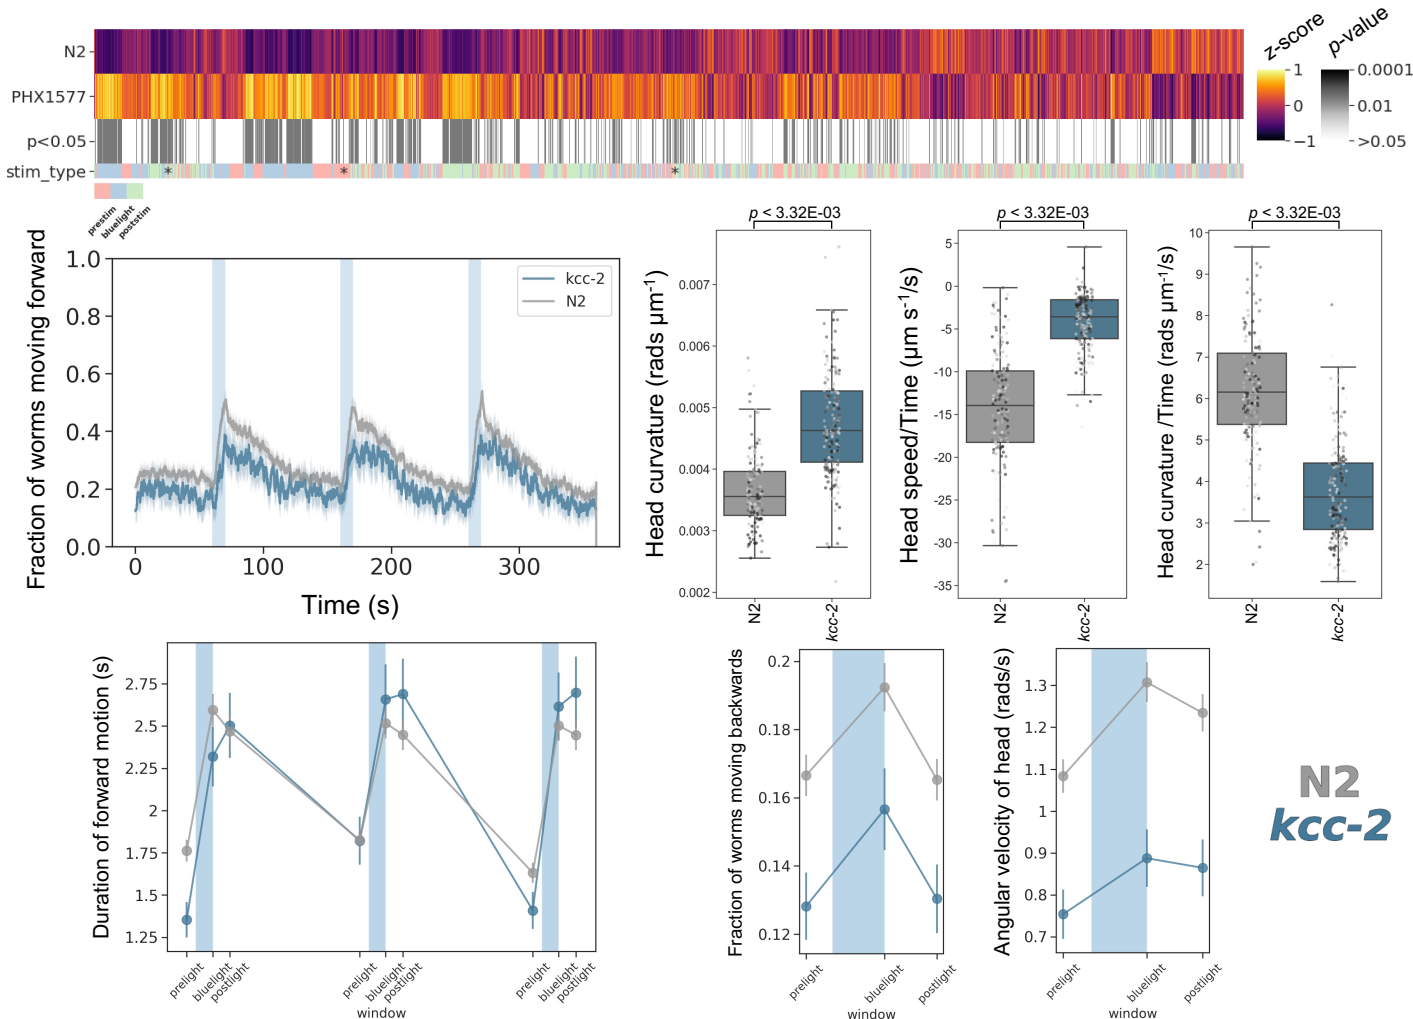 N2
PHX1577
p<0.05
stim_type
*
*
*
prestim
bluelight
poststim
z-score
1
0
−1
p-value
0.0001
0.01
>0.05
Fraction of worms moving forward
1.0
0.8
0.6
0.4
0.2
0.0
kcc-2
N2
0
100
200
300
Time (s)
p < 3.32E-03
Head curvature (rads µm⁻¹)
0.007
0.006
0.005
0.004
0.003
0.002
N2
kcc-2
p < 3.32E-03
Head speed/Time (µm s⁻¹/s)
5
0
-5
-10
-15
-20
-25
-30
-35
N2
kcc-2
p < 3.32E-03
Head curvature /Time (rads µm⁻¹/s)
10
9
8
7
6
5
4
3
2
N2
kcc-2
Duration of forward motion (s)
2.75
2.5
2.25
2
1.75
1.5
1.25
prelight
bluelight
postlight
prelight
bluelight
postlight
prelight
bluelight
postlight
window
Fraction of worms moving backwards
0.2
0.18
0.16
0.14
0.12
prelight
bluelight
postlight
window
Angular velocity of head (rads/s)
1.3
1.2
1.1
1
0.9
0.8
0.7
prelight
bluelight
postlight
window
N2
kcc-2